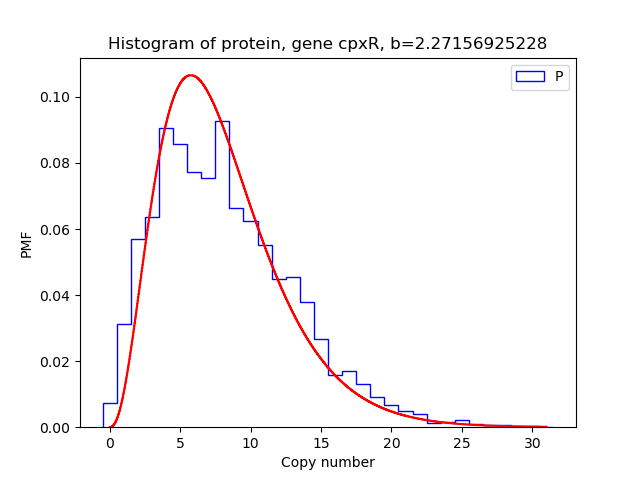 Histogram of protein, gene cpxR, b=2.27156925228
P
0.10
0.08
0.06
0.04
0.02
0.00
PMF
0 5 10 15 20 25 30
Copy number